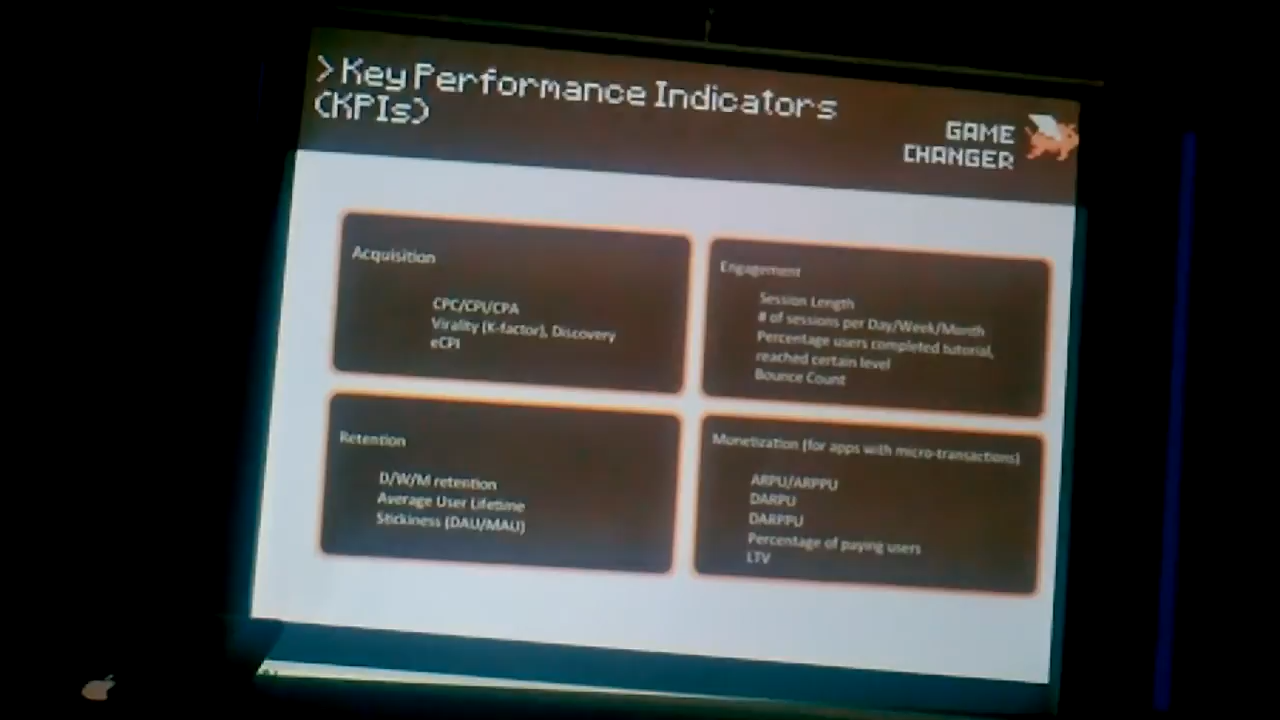 > Key Performance Indicators
(KPIs)
GAME
CHANGER
Acquisition
CPC/CPI/CPA
Virality (K-factor), Discovery
eCPI
Engagement
Session Length
# of sessions per Day/Week/Month
Percentage users completed tutorial,
reached certain level
Bounce Count
Retention
D/W/M retention
Average User Lifetime
Stickiness (DAU/MAU)
Monetization (for apps with micro-transactions)
ARPU/ARPPU
DARPU
DARPPU
Percentage of paying users
LTV